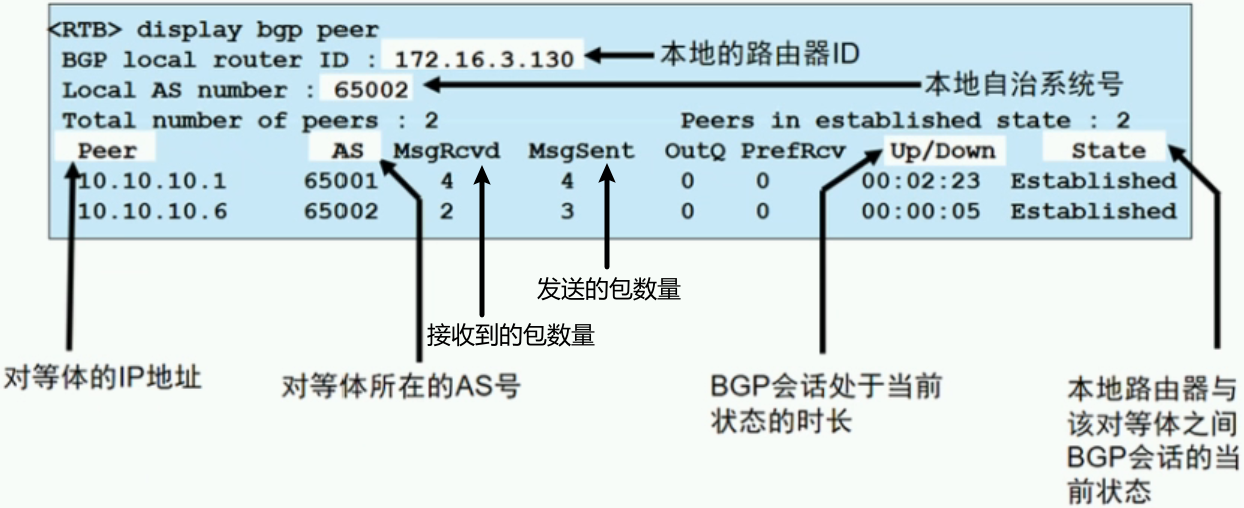 <RTB> display bgp peer
BGP local router ID : 172.16.3.130
本地的路由器ID
Local AS number : 65002
本地自治系统号
Total number of peers : 2 Peers in established state : 2
Peer AS MsgRcvd MsgSent OutQ PrefRcv Up/Down State
10.10.10.1 65001 4 4 0 0 00:02:23 Established
10.10.10.6 65002 2 3 0 0 00:00:05 Established
发送的包数量
接收到的包数量
对等体的IP地址
对等体所在的AS号
BGP会话处于当前
状态的时长
本地路由器与
该对等体之间
BGP会话的当
前状态